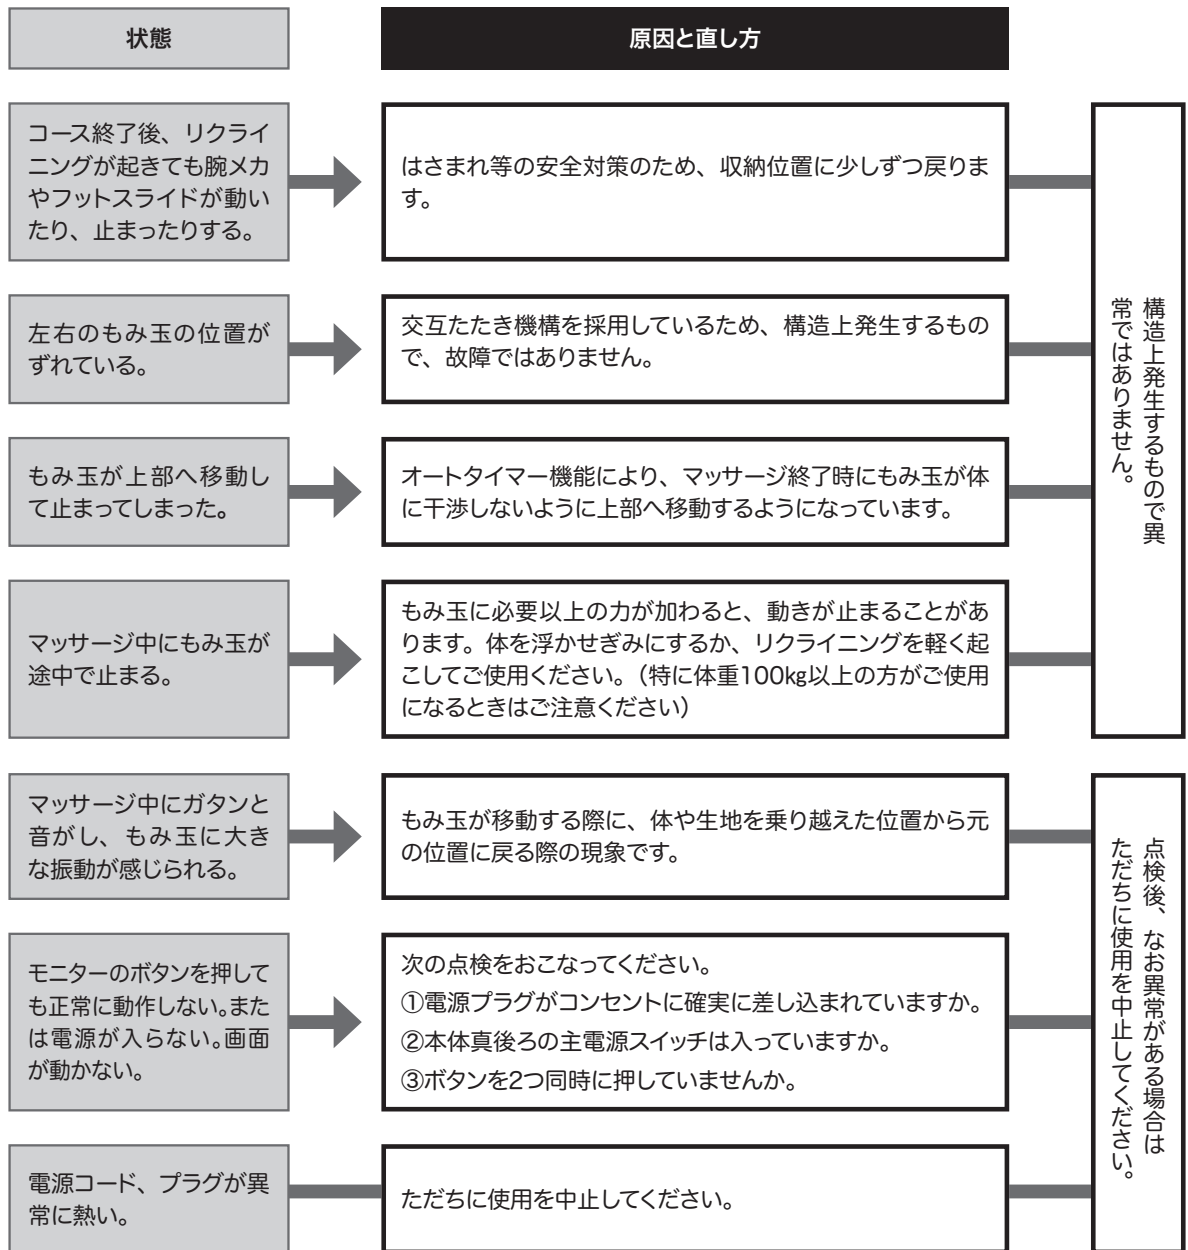 状態
原因と直し方
コース終了後、リクライ
ニングが起きても腕メカ
やフットスライドが動い
たり、止まったりする。
はさまれ等の安全対策のため、収納位置に少しずつ戻りま
す。
左右のもみ玉の位置が
ずれている。
交互たたき機構を採用しているため、構造上発生するもの
で、故障ではありません。
もみ玉が上部へ移動し
て止まってしまった。
オートタイマー機能により、マッサージ終了時にもみ玉が体
に干渉しないように上部へ移動するようになっています。
マッサージ中にもみ玉が
途中で止まる。
もみ玉に必要以上の力が加わると、動きが止まることがあ
ります。体を浮かせぎみにするか、リクライニングを軽く起
こしてご使用ください。（特に体重100kg以上の方がご使用
になるときはご注意ください）
構造上発生するもので異
常ではありません。
マッサージ中にガタンと
音がし、もみ玉に大き
な振動が感じられる。
もみ玉が移動する際に、体や生地を乗り越えた位置から元
の位置に戻る際の現象です。
モニターのボタンを押して
も正常に動作しない。また
は電源が入らない。画面
が動かない。
次の点検をおこなってください。
①電源プラグがコンセントに確実に差し込まれていますか。
②本体真後ろの主電源スイッチは入っていますか。
③ボタンを2つ同時に押していませんか。
電源コード、プラグが異
常に熱い。
ただちに使用を中止してください。
点検後、なお異常がある場合は
ただちに使用を中止してください。